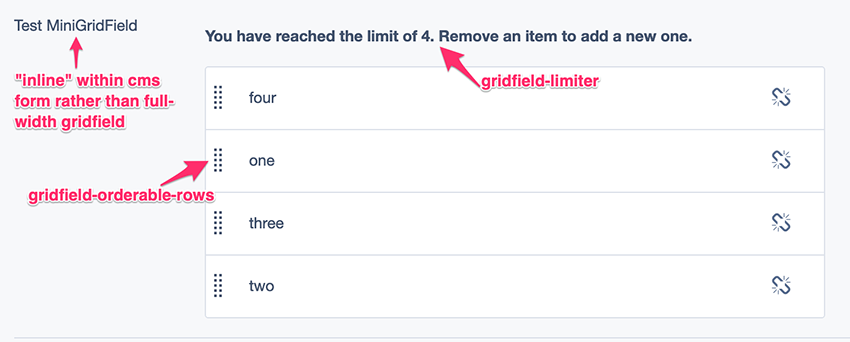 Test MiniGridField
You have reached the limit of 4. Remove an item to add a new one.
"inline" within cms
form rather than full-
width gridfield
gridfield-limiter
four
one
gridfield-orderable-rows
three
two